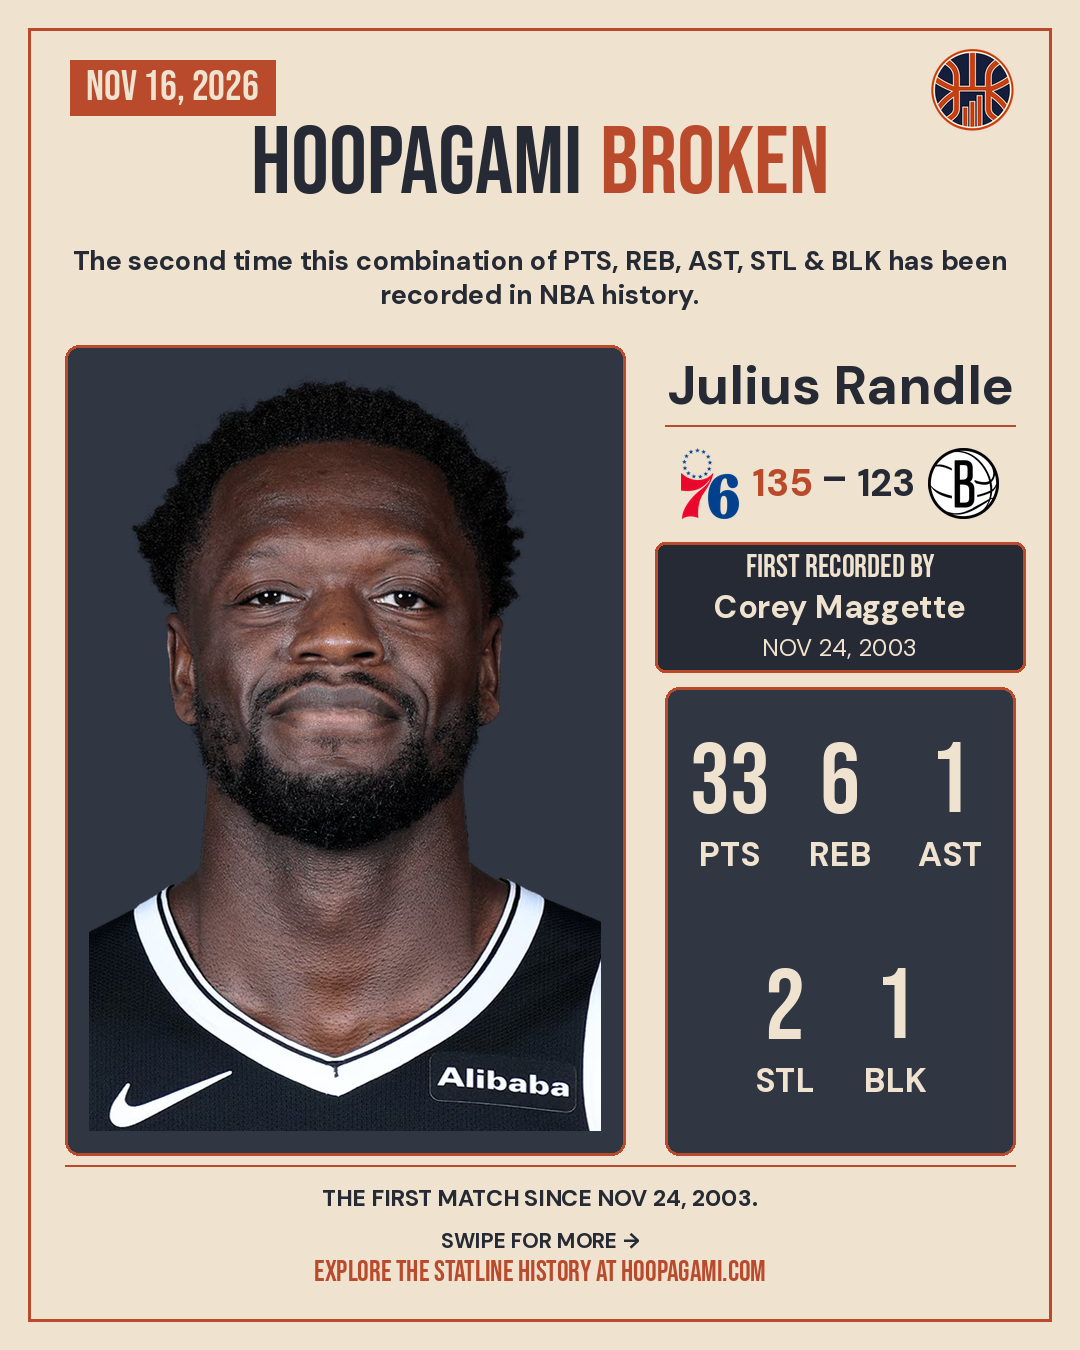 NOV 16, 2026
HOOPAGAMI BROKEN
The second time this combination of PTS, REB, AST, STL & BLK has been
recorded in NBA history.
Julius Randle
76 135 – 123 B
FIRST RECORDED BY
Corey Maggette
NOV 24, 2003
33 6 1
PTS REB AST
2 1
STL BLK
Alibaba
THE FIRST MATCH SINCE NOV 24, 2003.
SWIPE FOR MORE →
EXPLORE THE STATLINE HISTORY AT HOOPAGAMI.COM